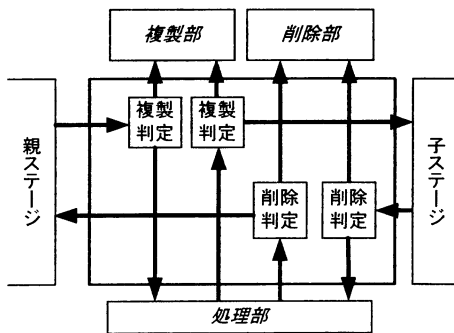 複製部
削除部
親ステージ
複製
判定
複製
判定
子ステージ
削除
判定
削除
判定
処理部